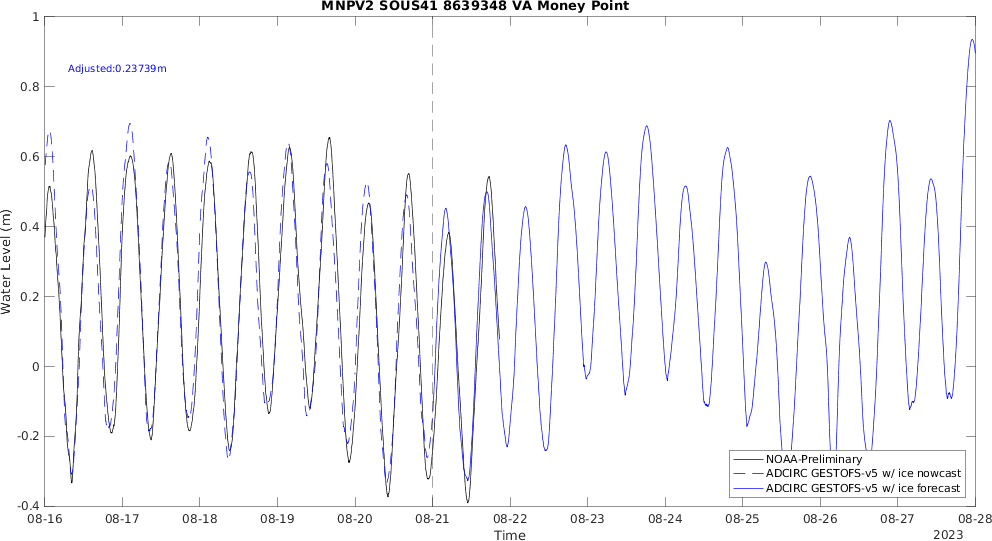 MNPV2 SOUS41 8639348 VA Money Point
Adjusted:0.23739m
Water Level (m)
1
0.8
0.6
0.4
0.2
0
-0.2
-0.4
NOAA-Preliminary
ADCIRC GESTOFS-v5 w/ ice nowcast
ADCIRC GESTOFS-v5 w/ ice forecast
08-16 08-17 08-18 08-19 08-20 08-21 08-22 08-23 08-24 08-25 08-26 08-27 08-28
Time
2023